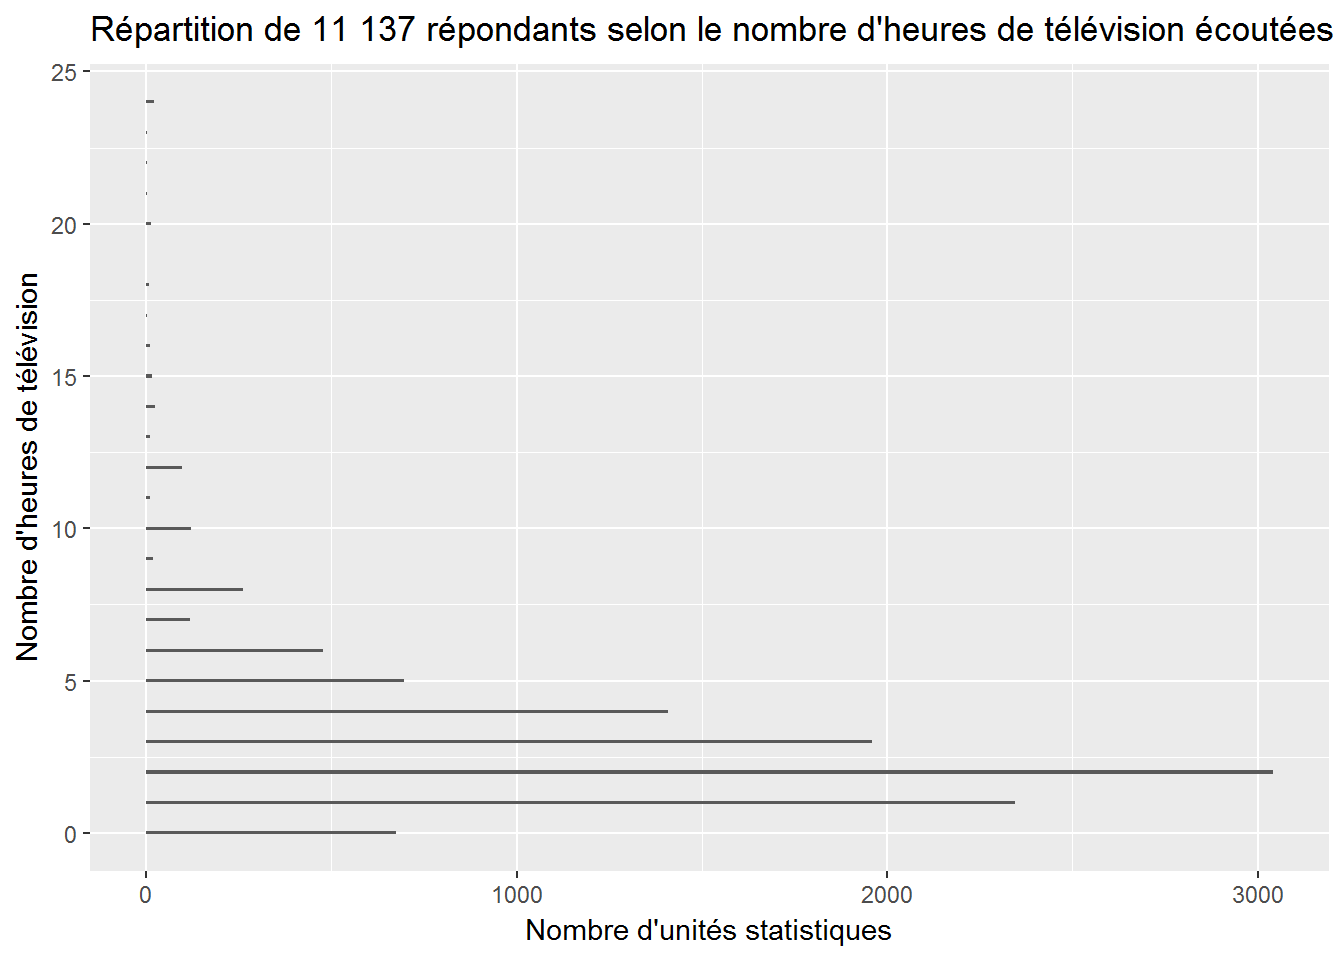 Répartition de 11 137 répondants selon le nombre d'heures de télévision écoutées
25
20
15
10
5
0
Nombre d'heures de télévision
0 1000 2000 3000
Nombre d'unités statistiques